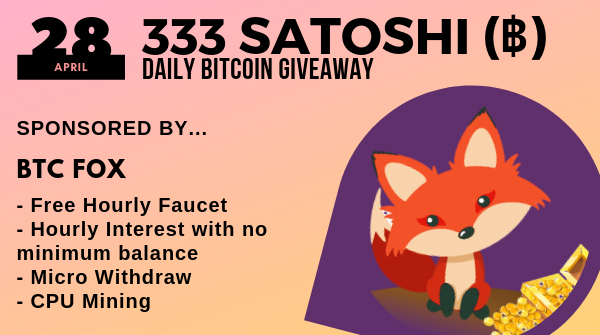 28
APRIL
333 SATOSHI (฿)
DAILY BITCOIN GIVEAWAY
SPONSORED BY...
BTC FOX
- Free Hourly Faucet
- Hourly Interest with no
minimum balance
- Micro Withdraw
- CPU Mining